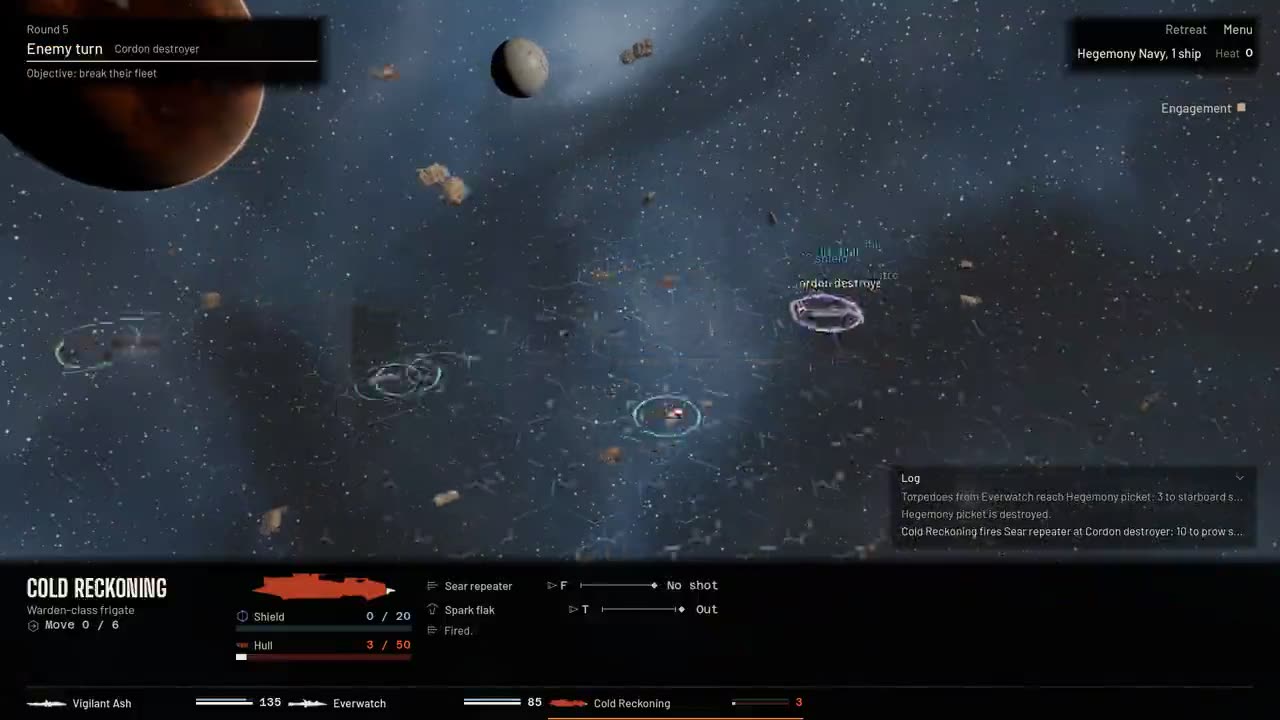 Round 5
Enemy turn Cordon destroyer
Objective: break their fleet
Retreat Menu
Hegemony Navy, 1 ship Heat 0
Engagement
shield
ordon destroye
Log
Torpedoes from Everwatch reach Hegemony picket: 3 to starboard s...
Hegemony picket is destroyed.
Cold Reckoning fires Sear repeater at Cordon destroyer: 10 to prow s...
COLD RECKONING
Warden-class frigate
Move 0 / 6
Shield 0 / 20
Hull 3 / 50
Sear repeater F No shot
Spark flak T Out
Fired.
Vigilant Ash 135 Everwatch 85 Cold Reckoning 3